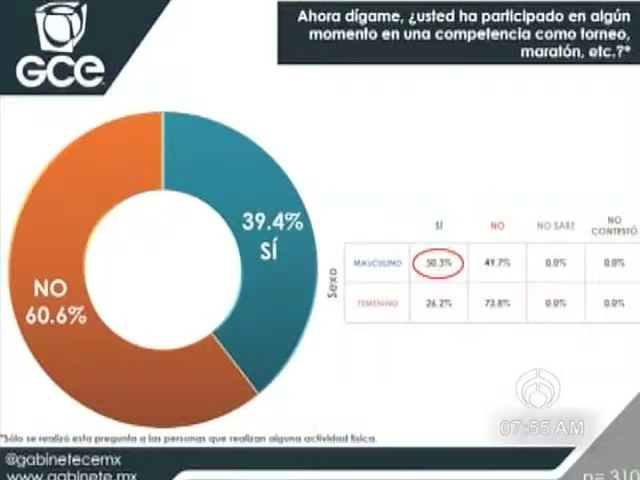 GCE
Ahora dígame, ¿usted ha participado en algún
momento en una competencia como torneo,
maratón, etc.?*
39.4%
SÍ
NO
60.6%
SÍ NO NO SABE NO CONTESTÓ
Sexo
MASCULINO 50.3% 49.7% 0.0% 0.0%
FEMENINO 26.2% 73.8% 0.0% 0.0%
07:55 AM
*Sólo se realizó esta pregunta a las personas que realizan alguna actividad física.
@gabinetecemx
www.gabinete.mx
n= 310